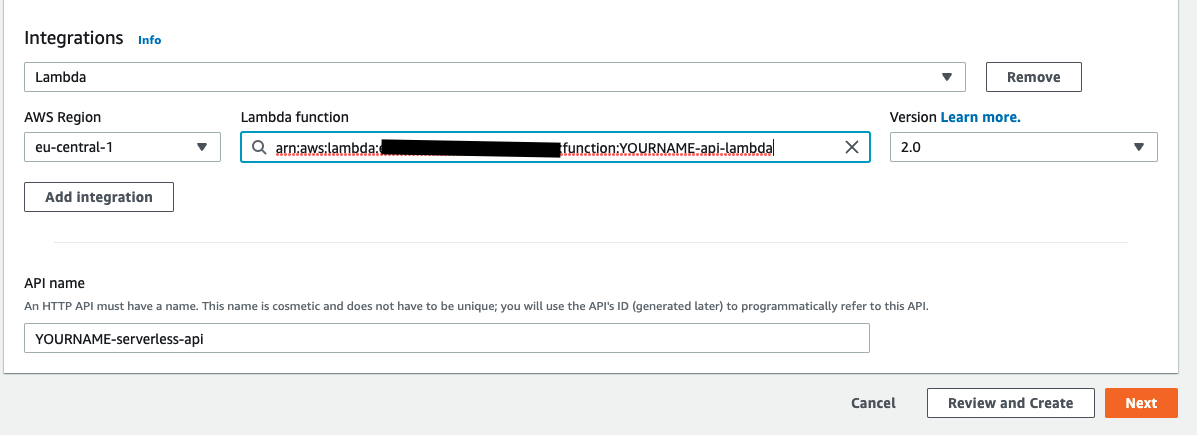 Integrations Info
Lambda
Remove
AWS Region
Lambda function
Version Learn more.
eu-central-1
arn:aws:lambda:e :function:YOURNAME-api-lambda
2.0
Add integration
API name
An HTTP API must have a name. This name is cosmetic and does not have to be unique; you will use the API's ID (generated later) to programmatically refer to this API.
YOURNAME-serverless-api
Cancel
Review and Create
Next